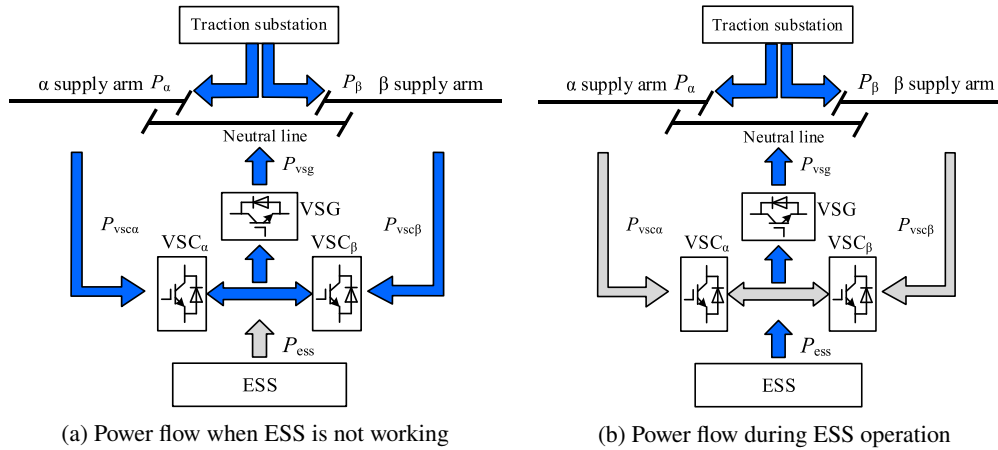 Traction substation
α supply arm Pα
Pβ β supply arm
Neutral line
Pvsg
VSG
Pvscα
VSCα
VSCβ
Pvscβ
Pess
ESS
(a) Power flow when ESS is not working
Traction substation
α supply arm Pα
Pβ β supply arm
Neutral line
Pvsg
VSG
Pvscα
VSCα
VSCβ
Pvscβ
Pess
ESS
(b) Power flow during ESS operation